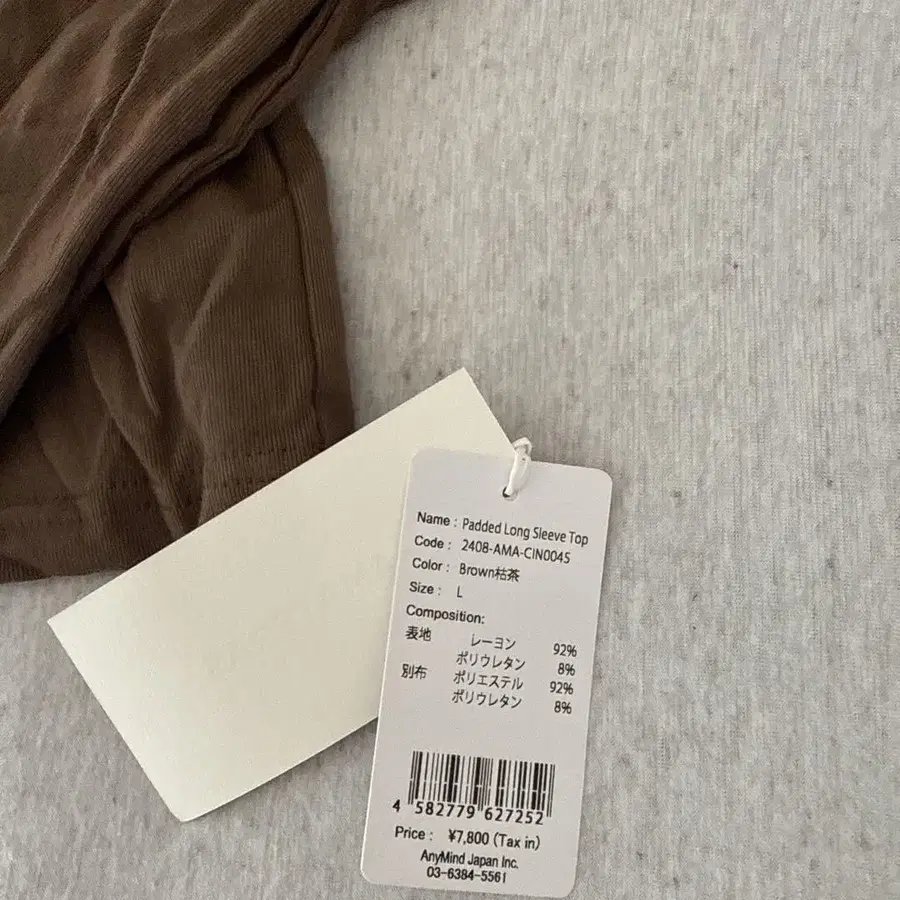 Name : Padded Long Sleeve Top
Code : 2408-AMA-CIN0045
Color : Brown枯茶
Size : L
Composition:
表地 レーヨン 92%
ポリウレタン 8%
別布 ポリエステル 92%
ポリウレタン 8%
4 582779 627252
Price : ¥7,800 (Tax in)
AnyMind Japan Inc.
03-6384-5561